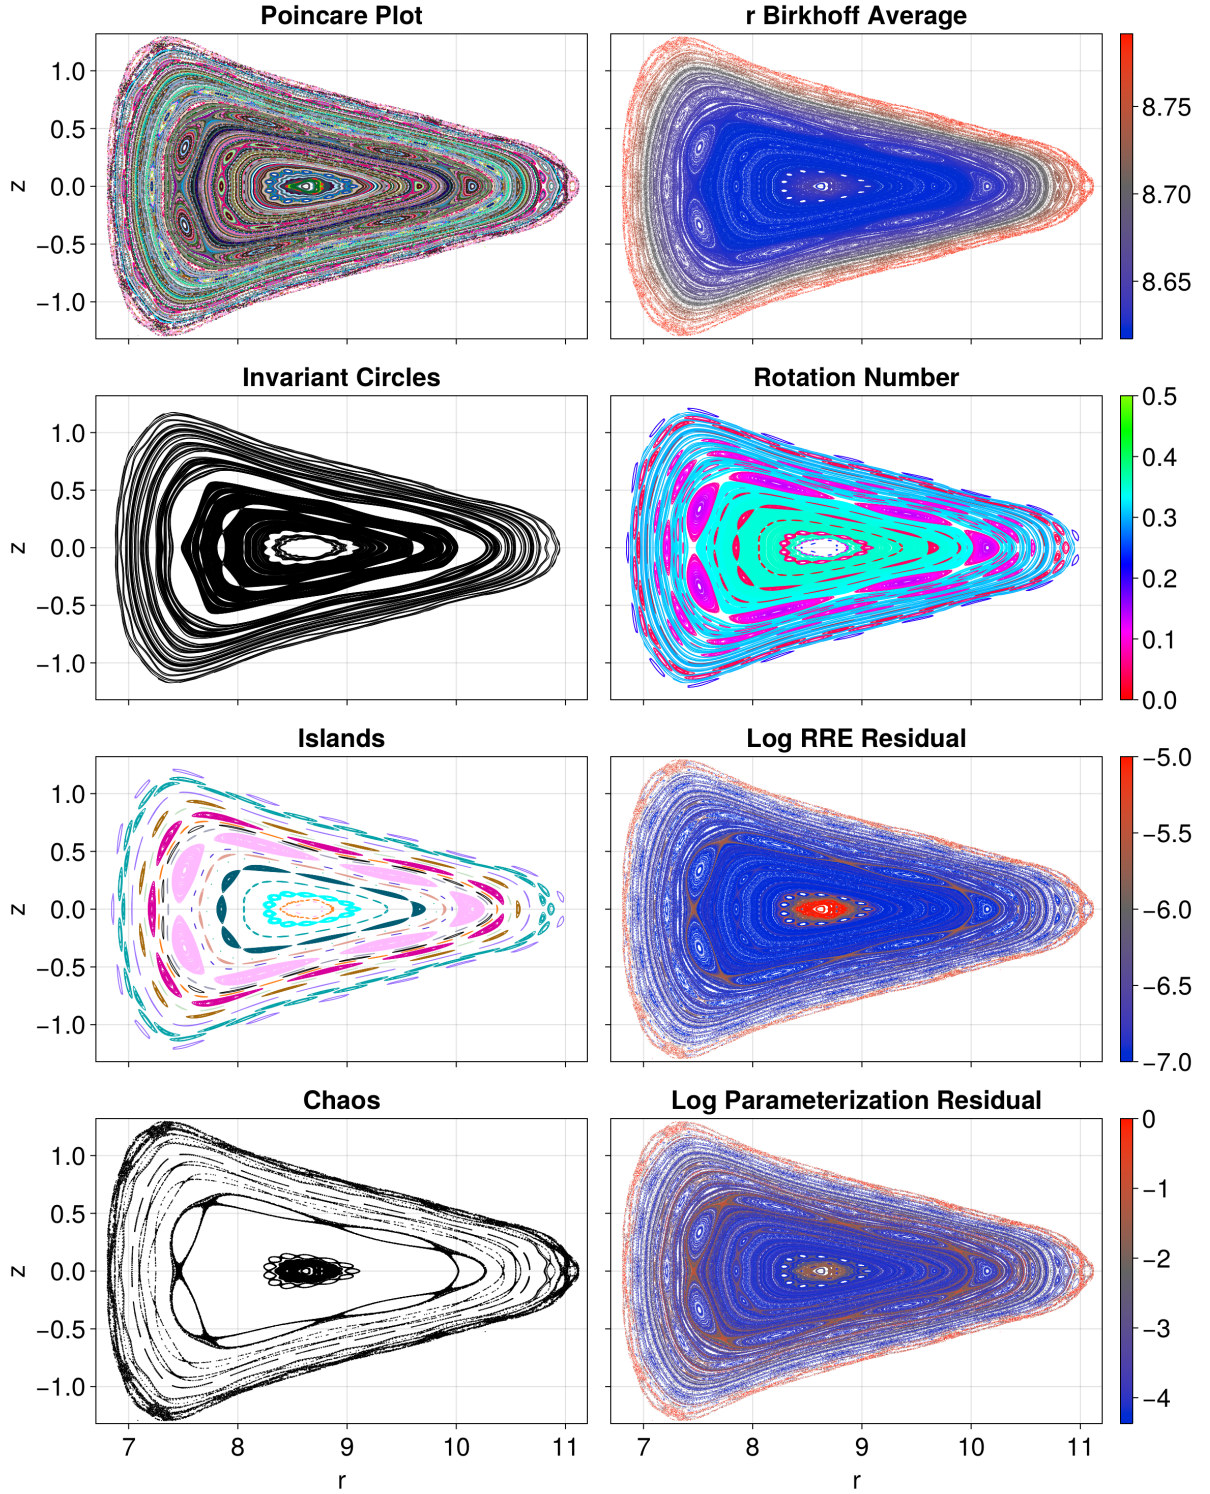 Poincare Plot
r Birkhoff Average
z
1.0
0.5
0.0
−0.5
−1.0
8.75
8.70
8.65
Invariant Circles
Rotation Number
z
1.0
0.5
0.0
−0.5
−1.0
0.5
0.4
0.3
0.2
0.1
0.0
Islands
Log RRE Residual
z
1.0
0.5
0.0
−0.5
−1.0
−5.0
−5.5
−6.0
−6.5
−7.0
Chaos
Log Parameterization Residual
z
1.0
0.5
0.0
−0.5
−1.0
0
−1
−2
−3
−4
7 8 9 10 11
7 8 9 10 11
r
r